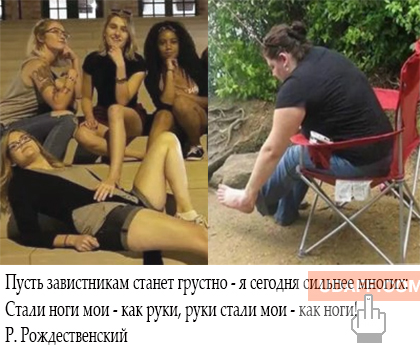 Пусть завистникам станет грустно - я сегодня сильнее многих:
Стали ноги мои - как руки, руки стали мои - как ноги!
Р. Рождественский